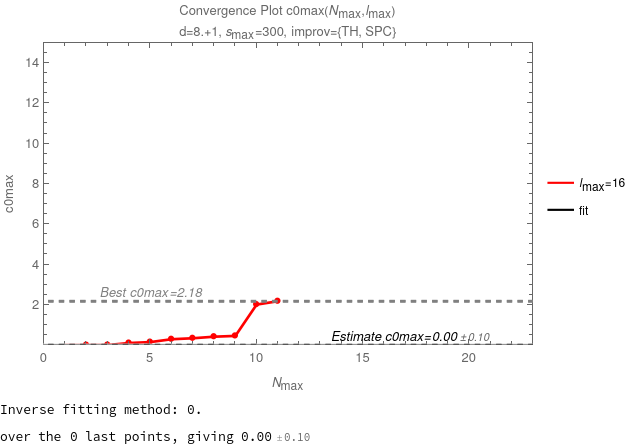 Convergence Plot c0max(Nmax,lmax)
d=8.+1, smax=300, improv={TH, SPC}
14
12
10
8
6
4
2
c0max
Best c0max=2.18
Estimate c0max=0.00 ±0.10
0 5 10 15 20
Nmax
lmax=16
fit
Inverse fitting method: 0.
over the 0 last points, giving 0.00 ±0.10